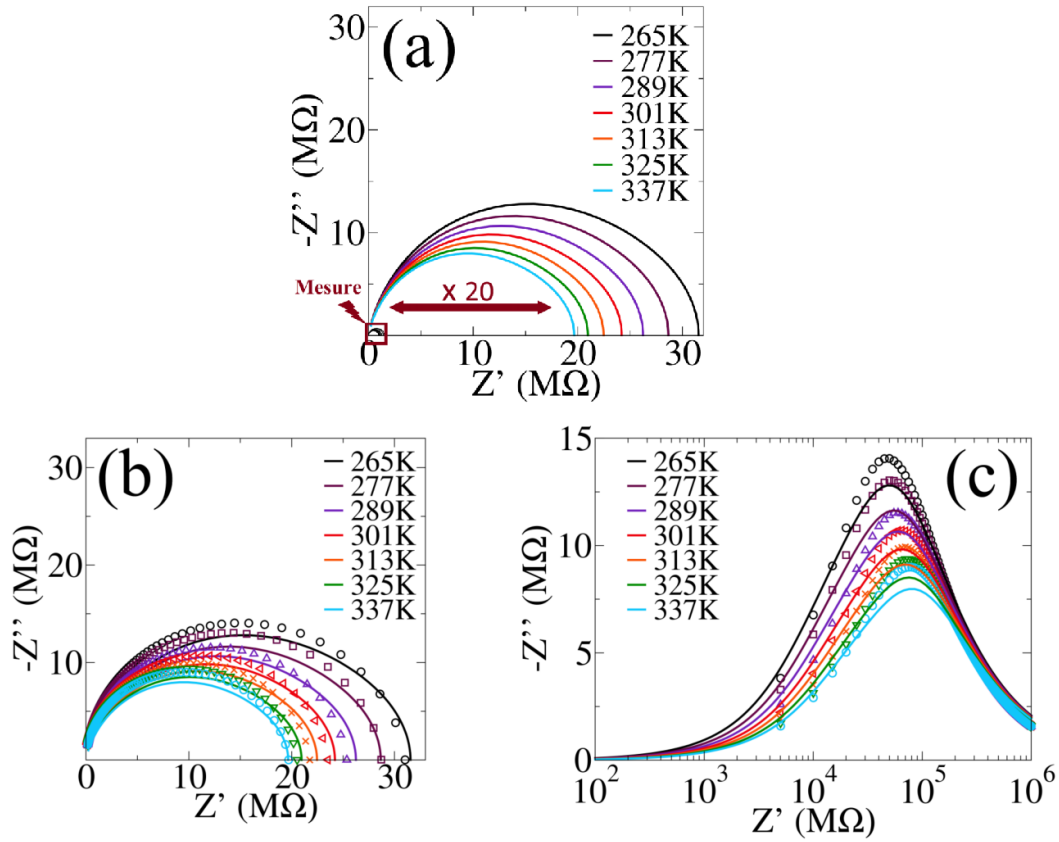 (a)
265K
277K
289K
301K
313K
325K
337K
30
20
10
0
-Z'' (MΩ)
Mesure
x 20
0
10
20
30
Z' (MΩ)
(b)
265K
277K
289K
301K
313K
325K
337K
30
20
10
0
-Z'' (MΩ)
0
10
20
30
Z' (MΩ)
(c)
265K
277K
289K
301K
313K
325K
337K
15
10
5
0
-Z'' (MΩ)
10² 10³ 10⁴ 10⁵ 10⁶
Z' (MΩ)